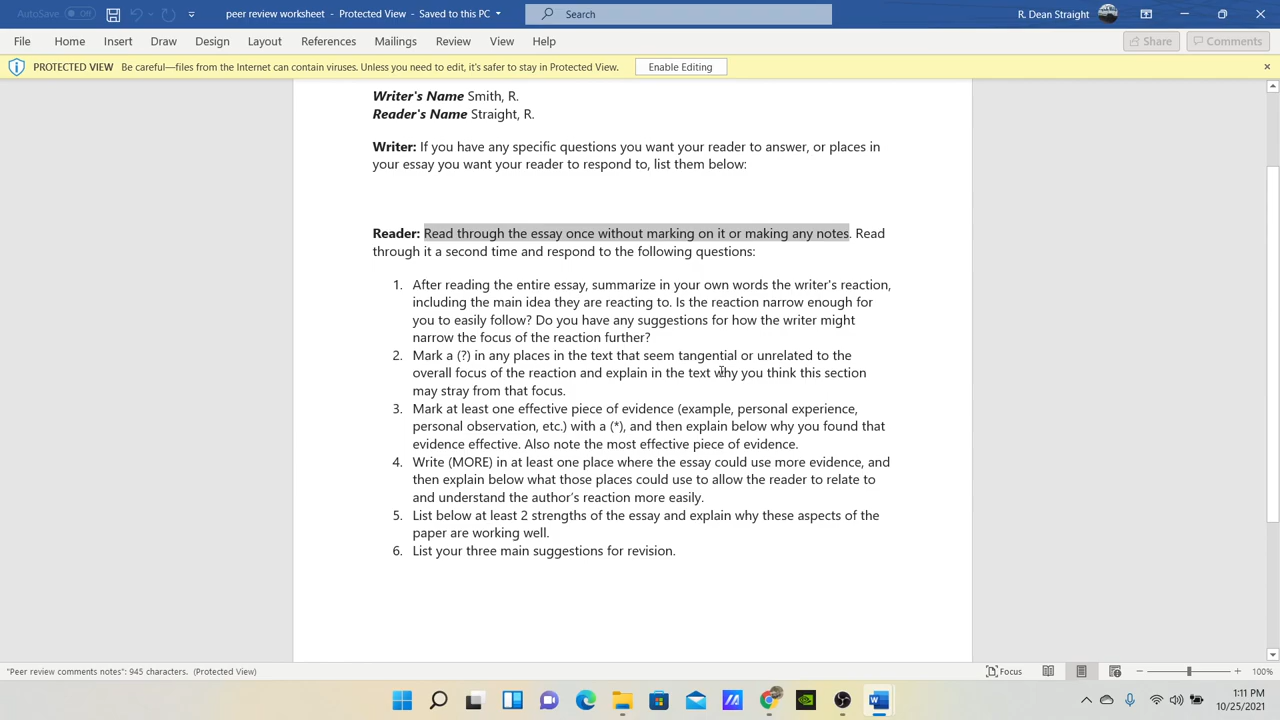 AutoSave Off peer review worksheet - Protected View - Saved to this PC Search R. Dean Straight
File Home Insert Draw Design Layout References Mailings Review View Help Share Comments
PROTECTED VIEW Be careful—files from the Internet can contain viruses. Unless you need to edit, it's safer to stay in Protected View. Enable Editing
Writer's Name Smith, R.
Reader's Name Straight, R.
Writer: If you have any specific questions you want your reader to answer, or places in
your essay you want your reader to respond to, list them below:
Reader: Read through the essay once without marking on it or making any notes. Read
through it a second time and respond to the following questions:
1. After reading the entire essay, summarize in your own words the writer's reaction,
including the main idea they are reacting to. Is the reaction narrow enough for
you to easily follow? Do you have any suggestions for how the writer might
narrow the focus of the reaction further?
2. Mark a (?) in any places in the text that seem tangential or unrelated to the
overall focus of the reaction and explain in the text why you think this section
may stray from that focus.
3. Mark at least one effective piece of evidence (example, personal experience,
personal observation, etc.) with a (*), and then explain below why you found that
evidence effective. Also note the most effective piece of evidence.
4. Write (MORE) in at least one place where the essay could use more evidence, and
then explain below what those places could use to allow the reader to relate to
and understand the author's reaction more easily.
5. List below at least 2 strengths of the essay and explain why these aspects of the
paper are working well.
6. List your three main suggestions for revision.
"Peer review comments notes": 945 characters. (Protected View) Focus 100%
1:11 PM
10/25/2021